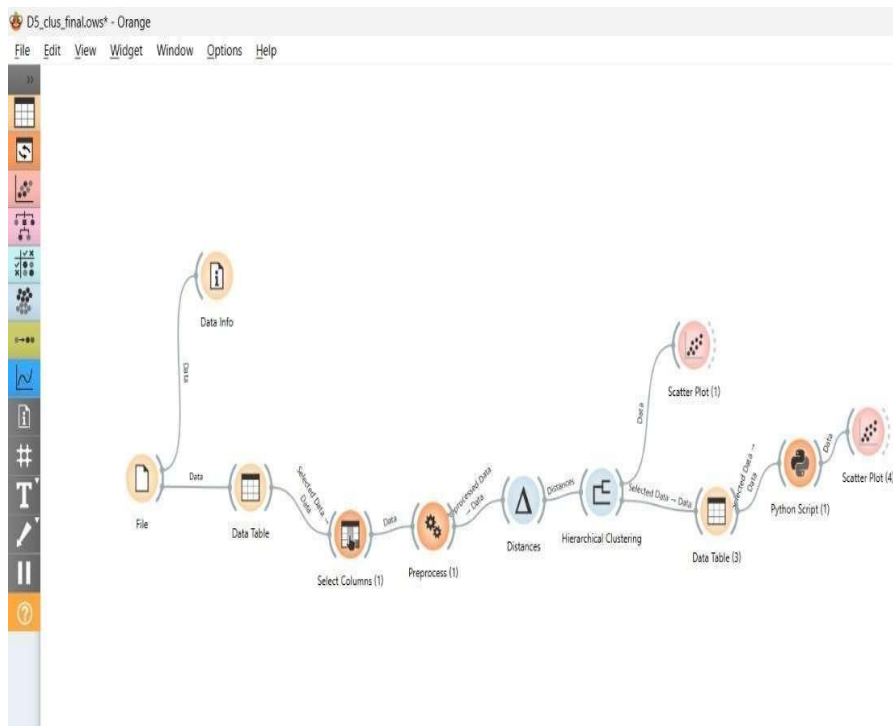 D5_clus_final.ows* - Orange
File Edit View Widget Window Options Help
Data Info
Data
Scatter Plot (1)
Data
Scatter Plot (4)
Data
Selected Data →
Data
Python Script (1)
File
Data
Data Table
Selected Data →
Data
Select Columns (1)
Data
Preprocess (1)
processed Data
→ Data
Distances
Distances
Hierarchical Clustering
Selected Data → Data
Data Table (3)